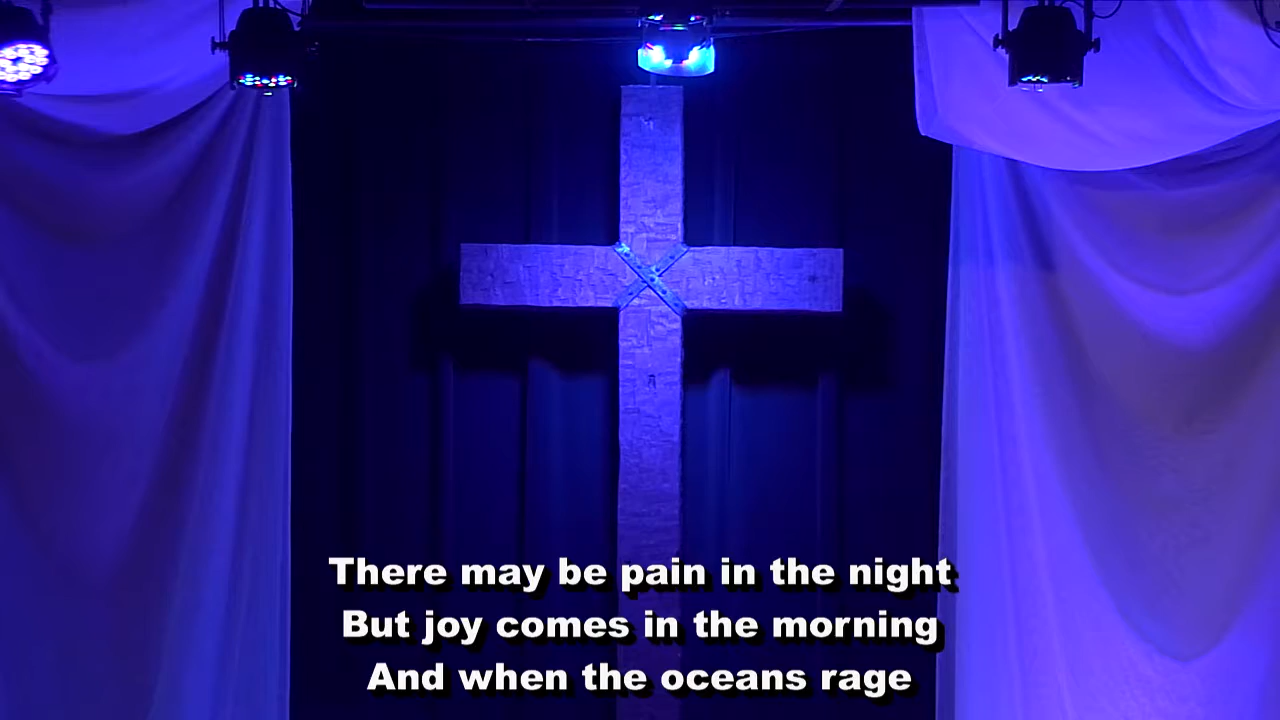 There may be pain in the night
But joy comes in the morning
And when the oceans rage